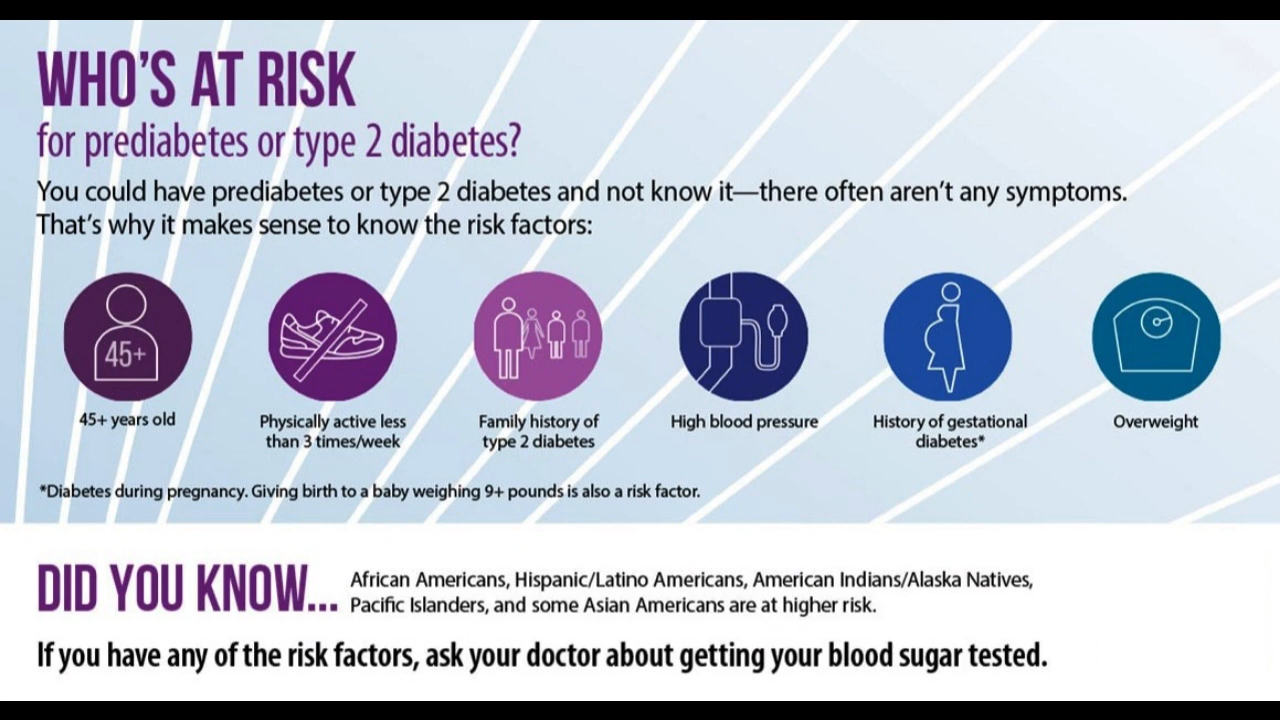 WHO'S AT RISK
for prediabetes or type 2 diabetes?
You could have prediabetes or type 2 diabetes and not know it—there often aren't any symptoms.
That's why it makes sense to know the risk factors:
45+
45+ years old
Physically active less
than 3 times/week
Family history of
type 2 diabetes
High blood pressure
History of gestational
diabetes*
Overweight
*Diabetes during pregnancy. Giving birth to a baby weighing 9+ pounds is also a risk factor.
DID YOU KNOW...
African Americans, Hispanic/Latino Americans, American Indians/Alaska Natives,
Pacific Islanders, and some Asian Americans are at higher risk.
If you have any of the risk factors, ask your doctor about getting your blood sugar tested.